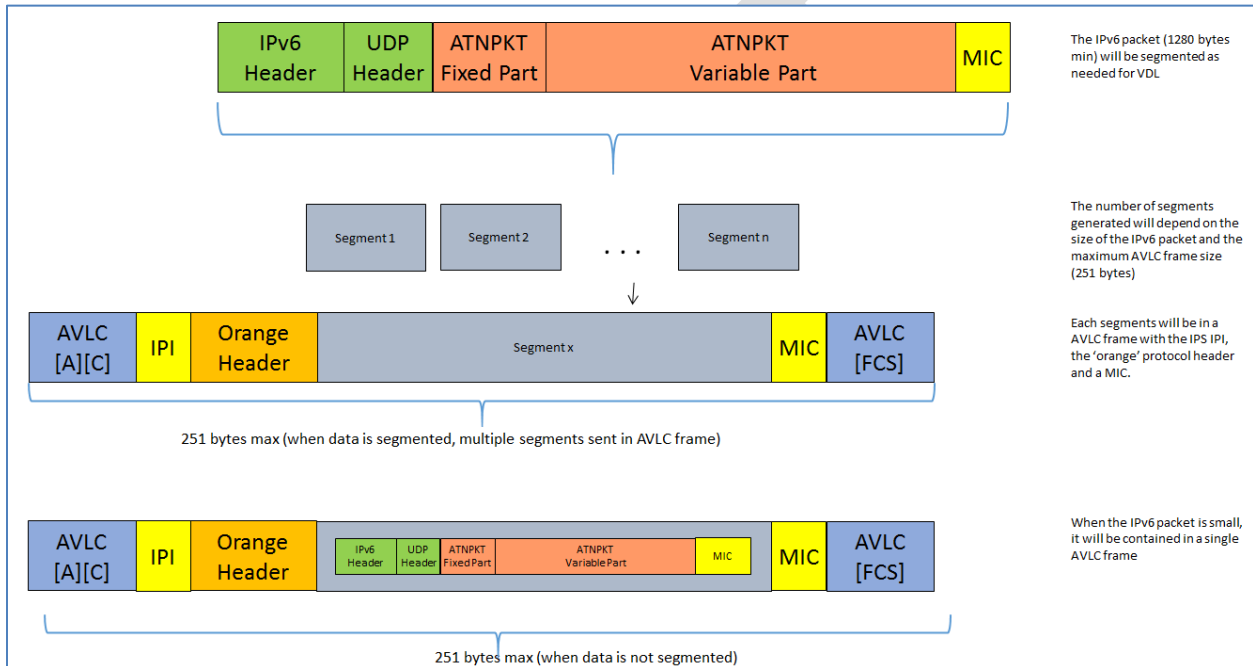 IPv6
Header
UDP
Header
ATNPKT
Fixed Part
ATNPKT
Variable Part
MIC
The IPv6 packet (1280 bytes
min) will be segmented as
needed for VDL
Segment 1
Segment 2
. . .
Segment n
The number of segments
generated will depend on the
size of the IPv6 packet and the
maximum AVLC frame size
(251 bytes)
AVLC
[A][C]
IPI
Orange
Header
Segment x
MIC
AVLC
[FCS]
Each segments will be in a
AVLC frame with the IPS IPI,
the ‘orange’ protocol header
and a MIC.
251 bytes max (when data is segmented, multiple segments sent in AVLC frame)
AVLC
[A][C]
IPI
Orange
Header
IPv6
Header
UDP
Header
ATNPKT
Fixed Part
ATNPKT
Variable Part
MIC
MIC
AVLC
[FCS]
When the IPv6 packet is small,
it will be contained in a single
AVLC frame
251 bytes max (when data is not segmented)